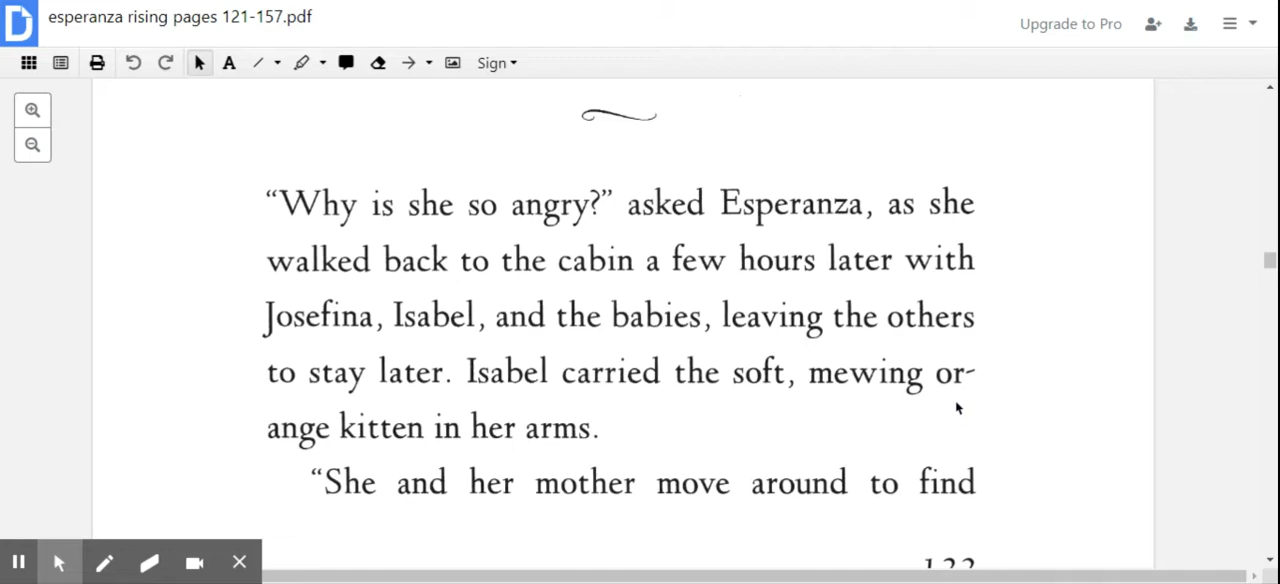 esperanza rising pages 121-157.pdf
Upgrade to Pro
Sign
“Why is she so angry?” asked Esperanza, as she
walked back to the cabin a few hours later with
Josefina, Isabel, and the babies, leaving the others
to stay later. Isabel carried the soft, mewing or-
ange kitten in her arms.
“She and her mother move around to find